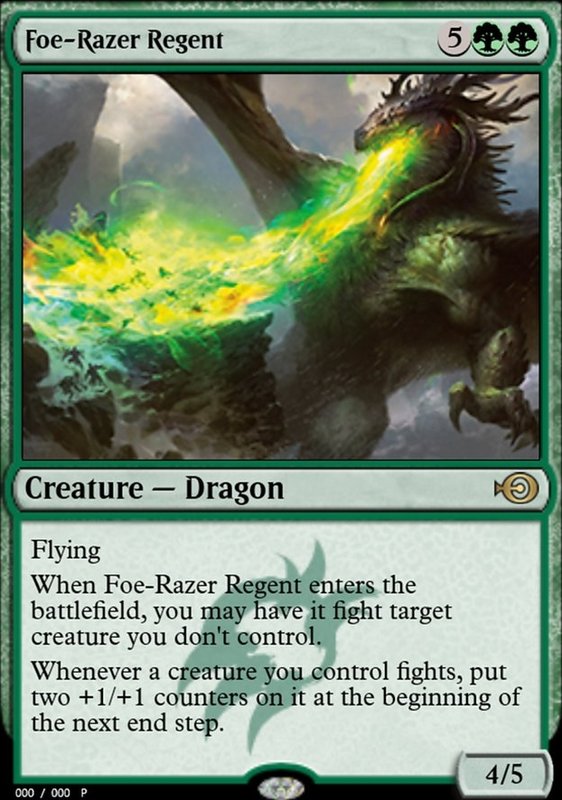 Foe-Razer Regent
5
Creature — Dragon
Flying
When Foe-Razer Regent enters the
battlefield, you may have it fight target
creature you don't control.
Whenever a creature you control fights, put
two +1/+1 counters on it at the beginning of
the next end step.
4/5
000 / 000 P